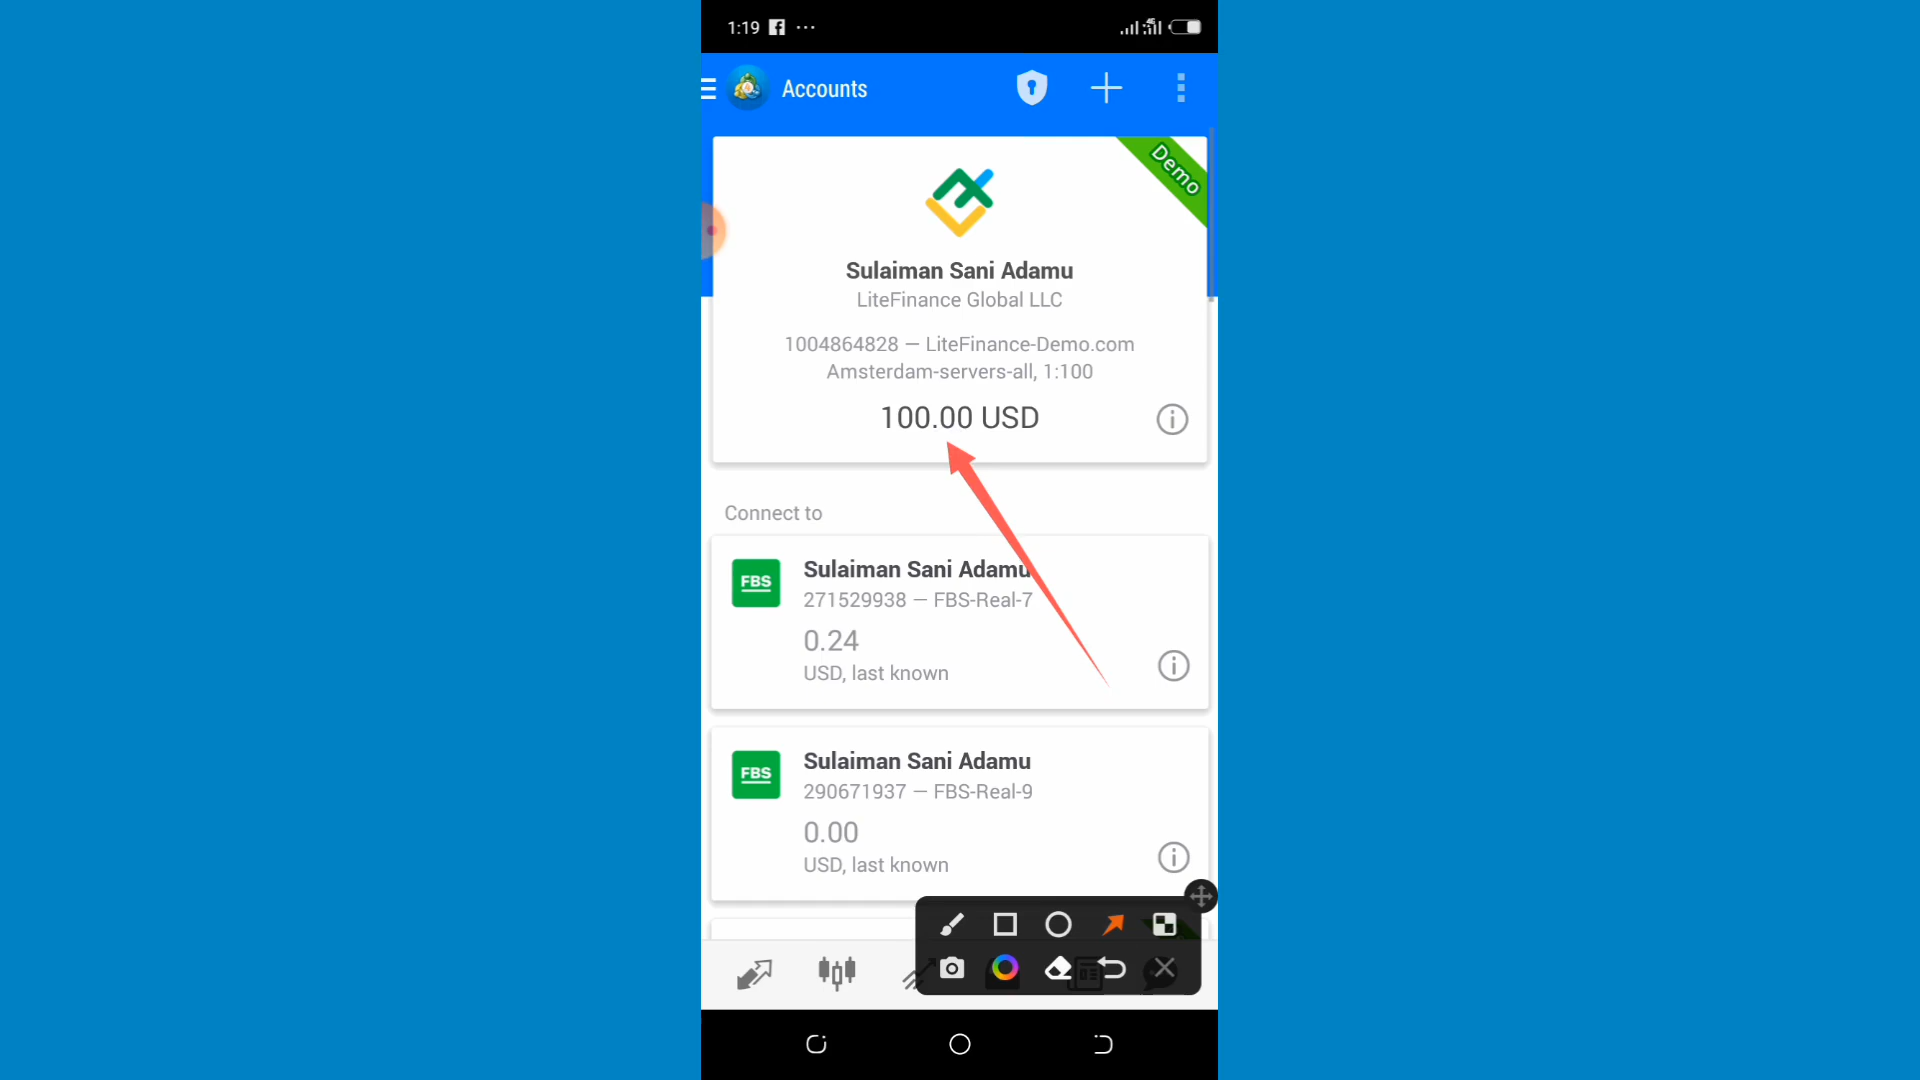 1:19
Accounts
Demo
Sulaiman Sani Adamu
LiteFinance Global LLC
1004864828 — LiteFinance-Demo.com
Amsterdam-servers-all, 1:100
100.00 USD
Connect to
FBS
Sulaiman Sani Adamu
271529938 — FBS-Real-7
0.24
USD, last known
FBS
Sulaiman Sani Adamu
290671937 — FBS-Real-9
0.00
USD, last known